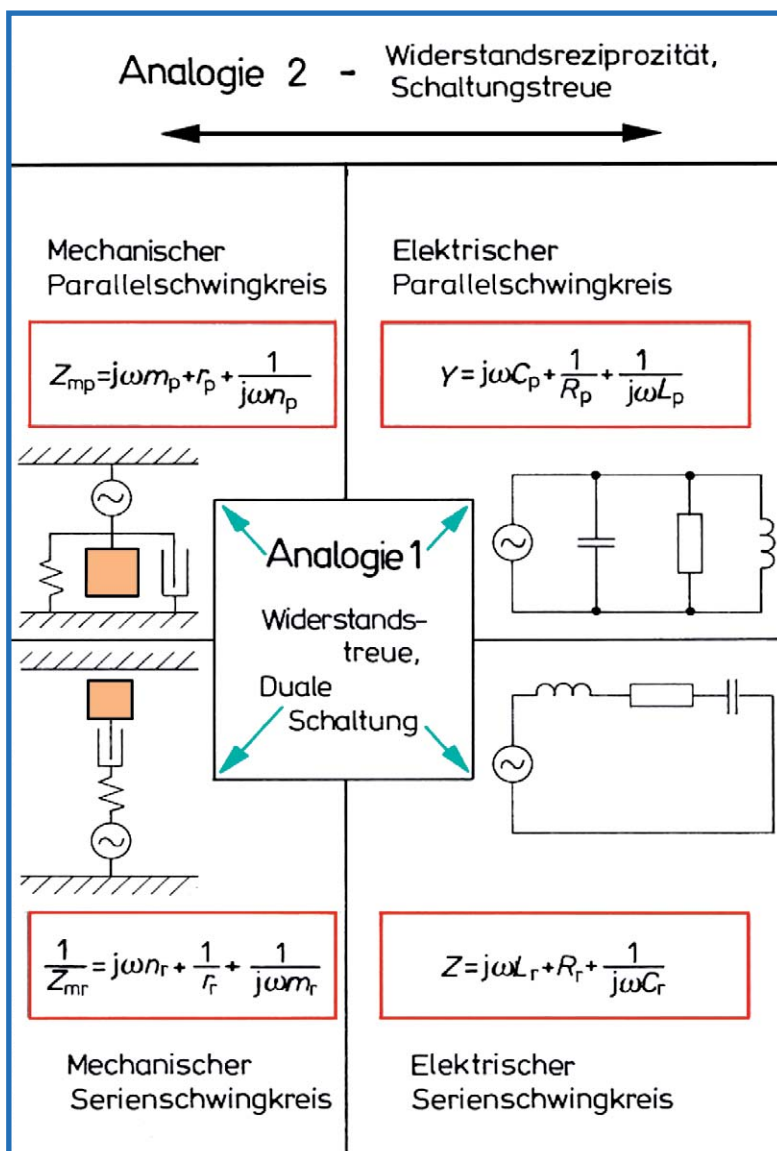 Analogie 2 - Widerstandsreziprozität,
Schaltungstreue
Mechanischer
Parallelschwingkreis
Z_mp = jωm_p + r_p + 1/(jωn_p)
Elektrischer
Parallelschwingkreis
Y = jωC_p + 1/R_p + 1/(jωL_p)
Analogie 1
Widerstands-
treue,
Duale
Schaltung
1/Z_mr = jωn_r + 1/r_r + 1/(jωm_r)
Mechanischer
Serienschwingkreis
Z = jωL_r + R_r + 1/(jωC_r)
Elektrischer
Serienschwingkreis